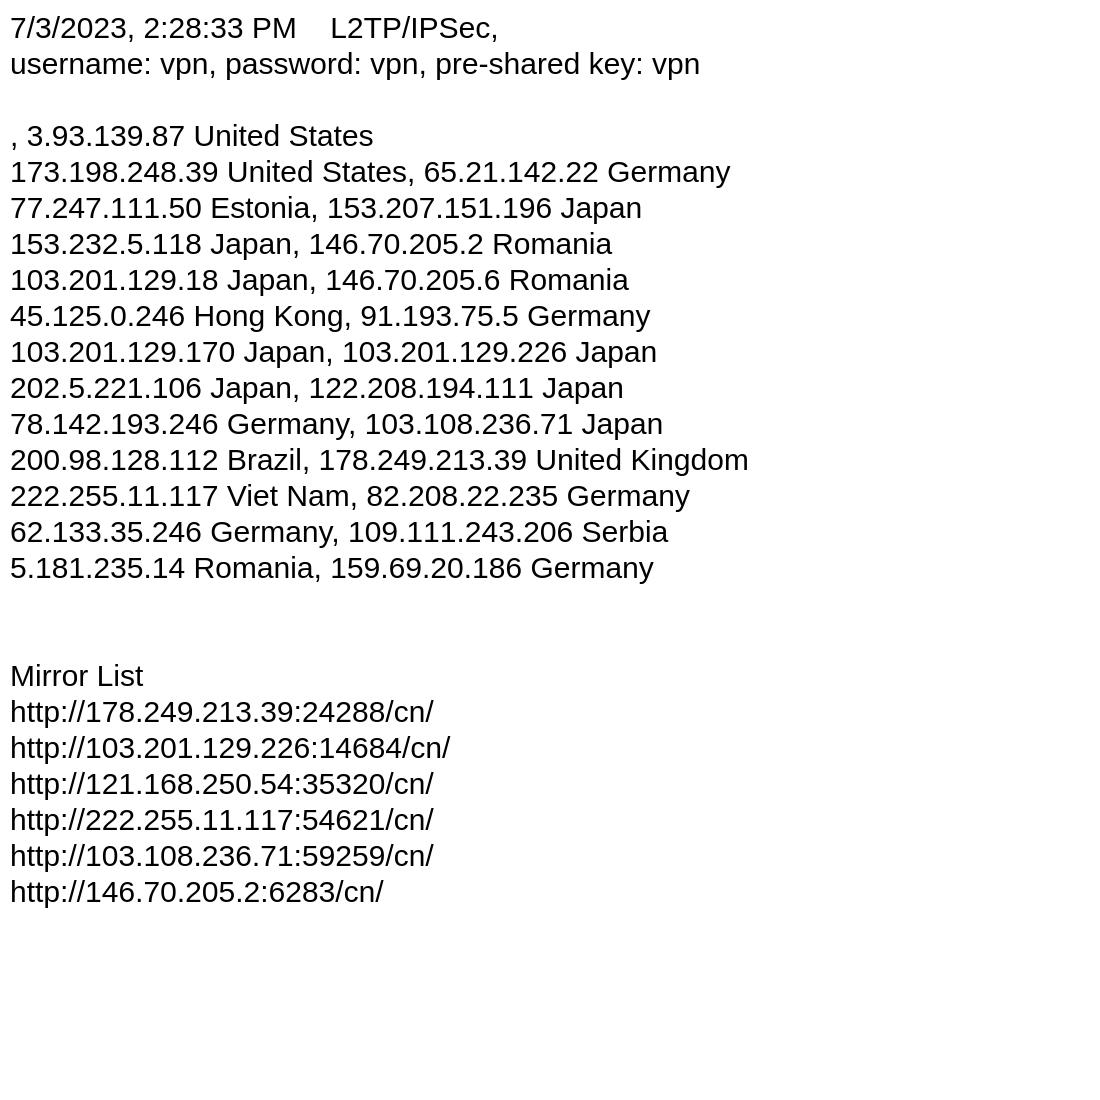 7/3/2023, 2:28:33 PM    L2TP/IPSec,
username: vpn, password: vpn, pre-shared key: vpn
, 3.93.139.87 United States
173.198.248.39 United States, 65.21.142.22 Germany
77.247.111.50 Estonia, 153.207.151.196 Japan
153.232.5.118 Japan, 146.70.205.2 Romania
103.201.129.18 Japan, 146.70.205.6 Romania
45.125.0.246 Hong Kong, 91.193.75.5 Germany
103.201.129.170 Japan, 103.201.129.226 Japan
202.5.221.106 Japan, 122.208.194.111 Japan
78.142.193.246 Germany, 103.108.236.71 Japan
200.98.128.112 Brazil, 178.249.213.39 United Kingdom
222.255.11.117 Viet Nam, 82.208.22.235 Germany
62.133.35.246 Germany, 109.111.243.206 Serbia
5.181.235.14 Romania, 159.69.20.186 Germany
Mirror List
http://178.249.213.39:24288/cn/
http://103.201.129.226:14684/cn/
http://121.168.250.54:35320/cn/
http://222.255.11.117:54621/cn/
http://103.108.236.71:59259/cn/
http://146.70.205.2:6283/cn/